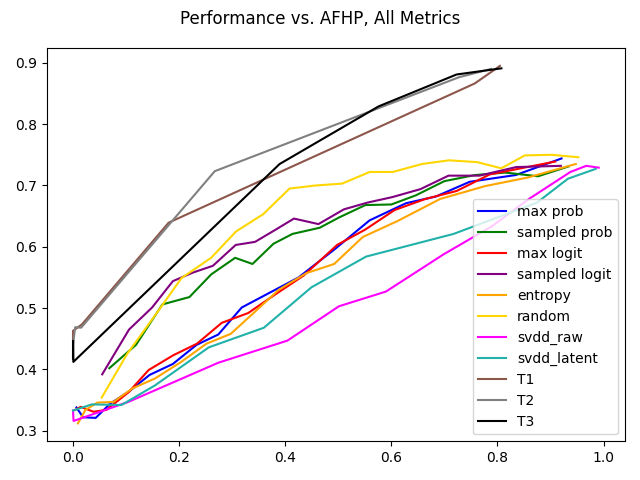 Performance vs. AFHP, All Metrics
0.9
0.8
0.7
0.6
0.5
0.4
0.3
0.0
0.2
0.4
0.6
0.8
1.0
max prob
sampled prob
max logit
sampled logit
entropy
random
svdd_raw
svdd_latent
T1
T2
T3